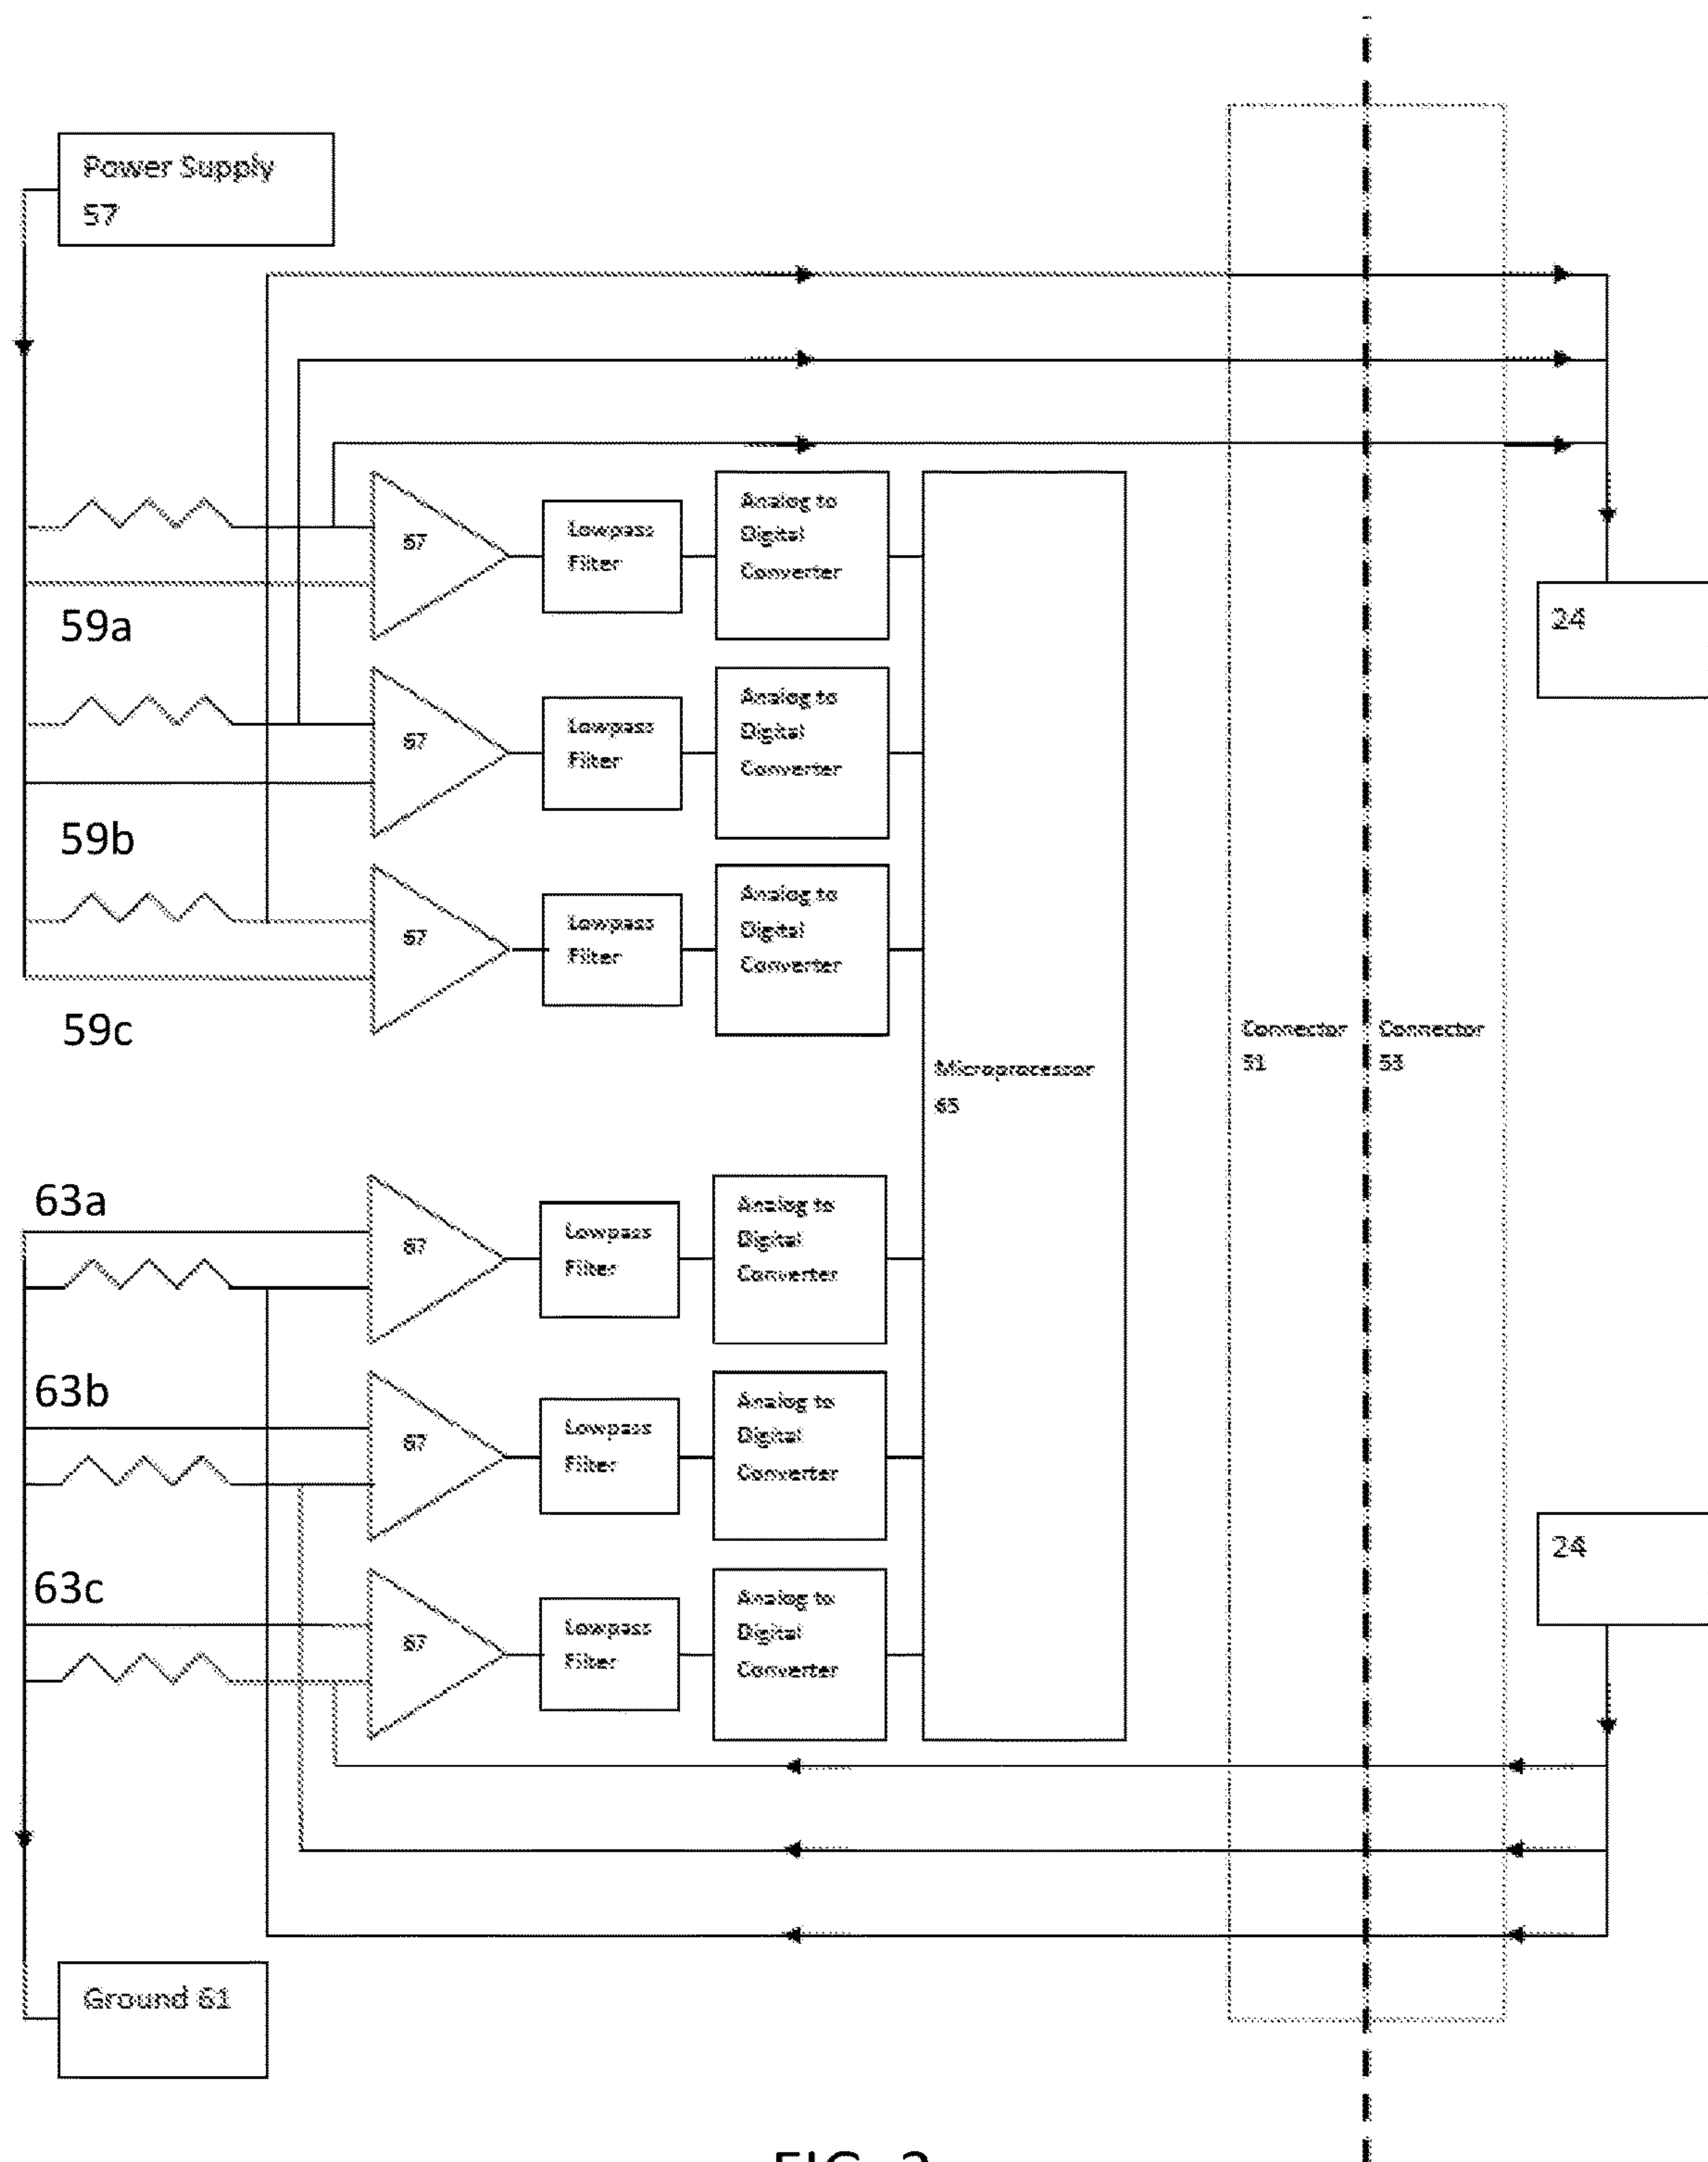 Power Supply
57
67
Lowpass
Filter
Analog to
Digital
Converter
59a
24
67
Lowpass
Filter
Analog to
Digital
Converter
59b
67
Lowpass
Filter
Analog to
Digital
Converter
59c
Microprocessor
65
Connector
51
Connector
53
63a
67
Lowpass
Filter
Analog to
Digital
Converter
63b
67
Lowpass
Filter
Analog to
Digital
Converter
24
63c
67
Lowpass
Filter
Analog to
Digital
Converter
Ground 61